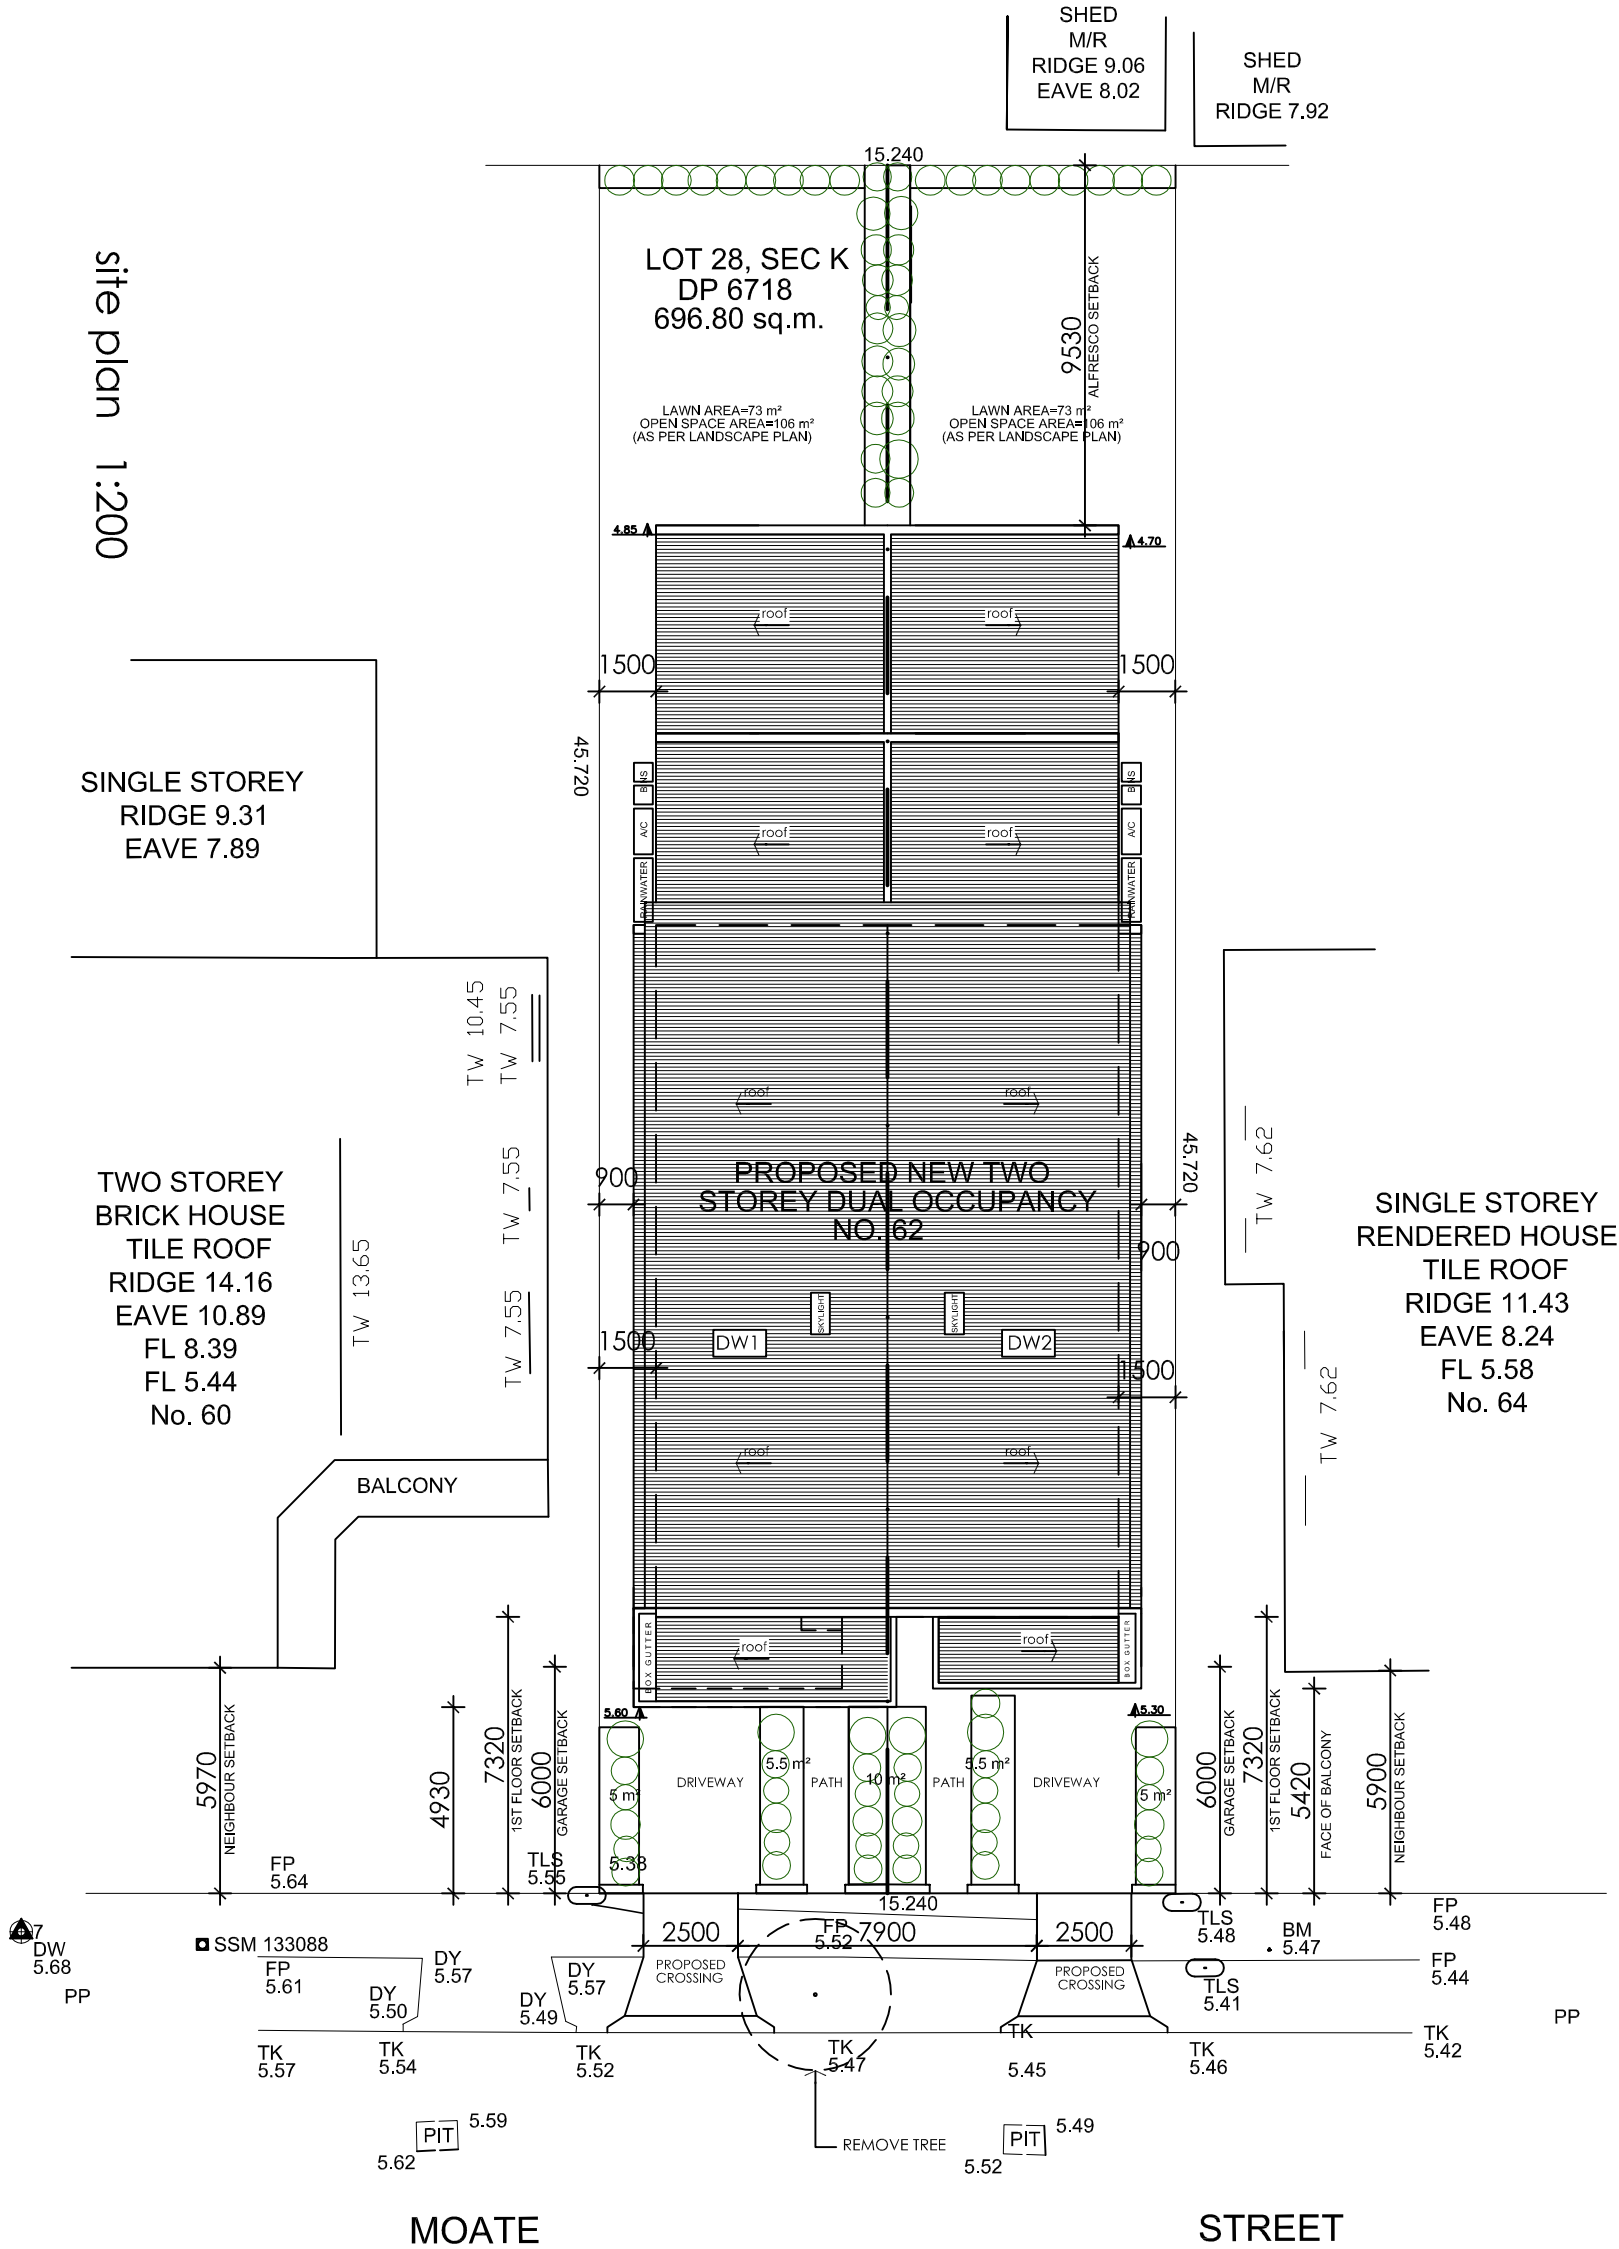 SHED
M/R
RIDGE 9.06
EAVE 8.02
SHED
M/R
RIDGE 7.92
15.240
site plan 1:200
LOT 28, SEC K
DP 6718
696.80 sq.m.
9530
ALFRESCO SETBACK
LAWN AREA=73 m²
OPEN SPACE AREA=106 m²
(AS PER LANDSCAPE PLAN)
LAWN AREA=73 m²
OPEN SPACE AREA=106 m²
(AS PER LANDSCAPE PLAN)
4.85
4.70
roof
roof
1500
1500
45.720
SINGLE STOREY
RIDGE 9.31
EAVE 7.89
BINS
A/C
RAINWATER
roof
roof
BINS
A/C
RAINWATER
TW 10.45
TW 7.55
TW 7.55
TW 7.55
TW 13.65
TWO STOREY
BRICK HOUSE
TILE ROOF
RIDGE 14.16
EAVE 10.89
FL 8.39
FL 5.44
No. 60
BALCONY
roof
roof
900
PROPOSED NEW TWO
STOREY DUAL OCCUPANCY
NO. 62
900
45.720
SKYLIGHT
SKYLIGHT
1500
DW1
DW2
1500
roof
roof
TW 7.62
TW 7.62
SINGLE STOREY
RENDERED HOUSE
TILE ROOF
RIDGE 11.43
EAVE 8.24
FL 5.58
No. 64
BOX GUTTER
roof
roof
BOX GUTTER
5.60
5.30
5970
NEIGHBOUR SETBACK
4930
7320
1ST FLOOR SETBACK
6000
GARAGE SETBACK
5 m²
DRIVEWAY
5.5 m²
PATH
10 m²
PATH
5.5 m²
DRIVEWAY
5 m²
6000
GARAGE SETBACK
7320
1ST FLOOR SETBACK
5420
FACE OF BALCONY
5900
NEIGHBOUR SETBACK
FP
5.64
TLS
5.55
5.38
15.240
2500
FP
5.52
7900
2500
TLS
5.48
BM
5.47
FP
5.48
7
DW
5.68
PP
SSM 133088
FP
5.61
DY
5.57
DY
5.50
DY
5.57
DY
5.49
PROPOSED
CROSSING
PROPOSED
CROSSING
TLS
5.41
FP
5.44
PP
TK
5.57
TK
5.54
TK
5.52
TK
5.47
TK
5.45
TK
5.46
TK
5.42
PIT
5.59
5.62
REMOVE TREE
PIT
5.49
5.52
MOATE STREET